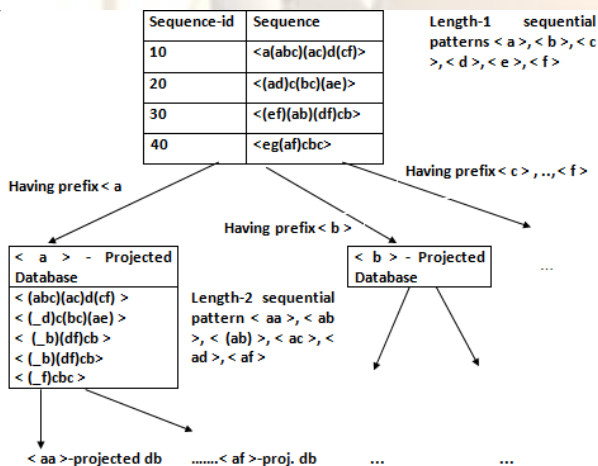 Sequence-id Sequence
10 <a(abc)(ac)d(cf)>
20 <(ad)c(bc)(ae)>
30 <(ef)(ab)(df)cb>
40 <eg(af)cbc>
Length-1 sequential
patterns < a >, < b >, < c
>, < d >, < e >, < f >
Having prefix < a
Having prefix < b >
Having prefix < c > , .., < f >
< a > - Projected
Database
< (abc)(ac)d(cf) >
< (_d)c(bc)(ae) >
< (_b)(df)cb >
< (_b)(df)cb>
< (_f)cbc >
Length-2 sequential
pattern < aa >, < ab
>, < (ab) >, < ac >, <
ad >, < af >
< b > - Projected
Database
...
< aa >-projected db .......< af >-proj. db ... ...